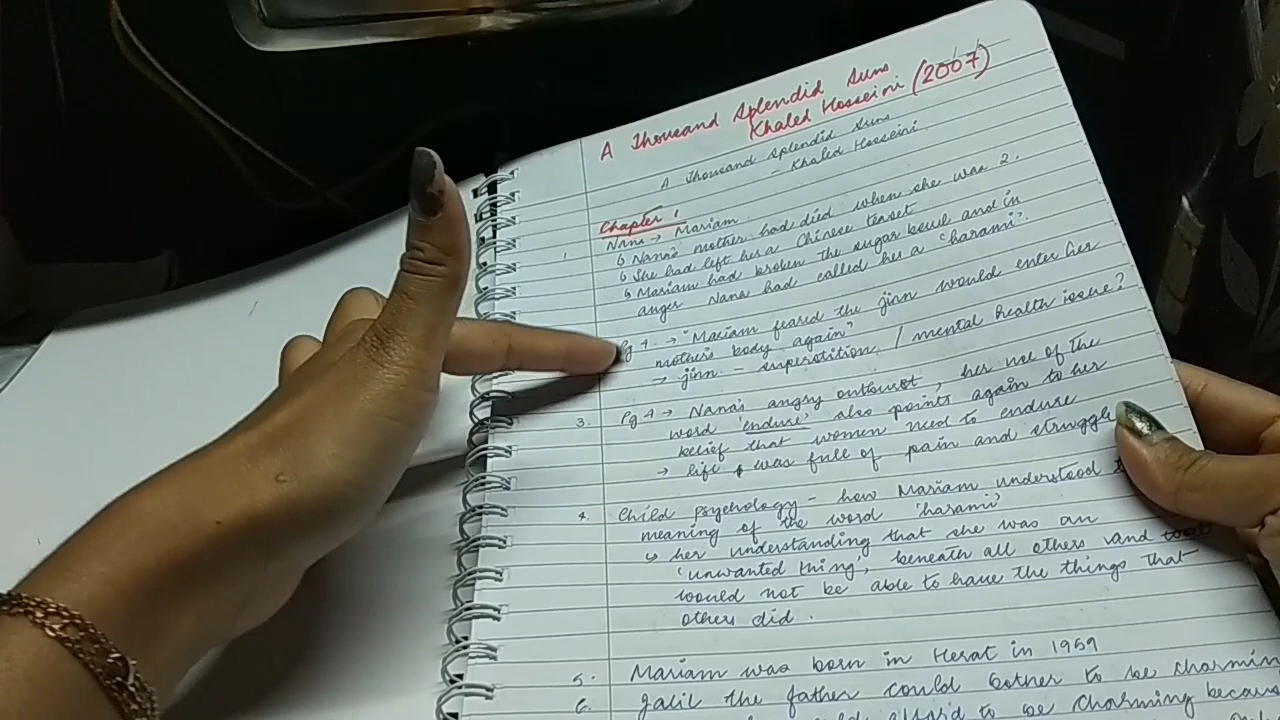 A Thousand Splendid Suns
Khaled Hosseini (2007)
A Thousand Splendid Suns
- Khaled Hosseini
Chapter 1
1 Nana → Mariam
↳ Nana's mother had died when she was 2.
↳ She had left her a Chinese teaset
↳ Mariam had broken the sugar bowl and in
anger Nana had called her a 'harami'.
Pg 4. → "Mariam feared the jinn would enter her
mother's body again"
→ jinn - superstition / mental health issue?
3. Pg 4 → Nana's angry outburst, her use of the
word 'endure' also points again to her
belief that women need to endure
→ life was full of pain and struggle
4. Child psychology - how Mariam understood
meaning of the word 'harami'
↳ her understanding that she was an
'unwanted thing, beneath all others and
would not be able to have the things that
others did.
5. Mariam was born in Herat in 1959
6. Jalil the father could bother to be charmin
afford to be charming becaus